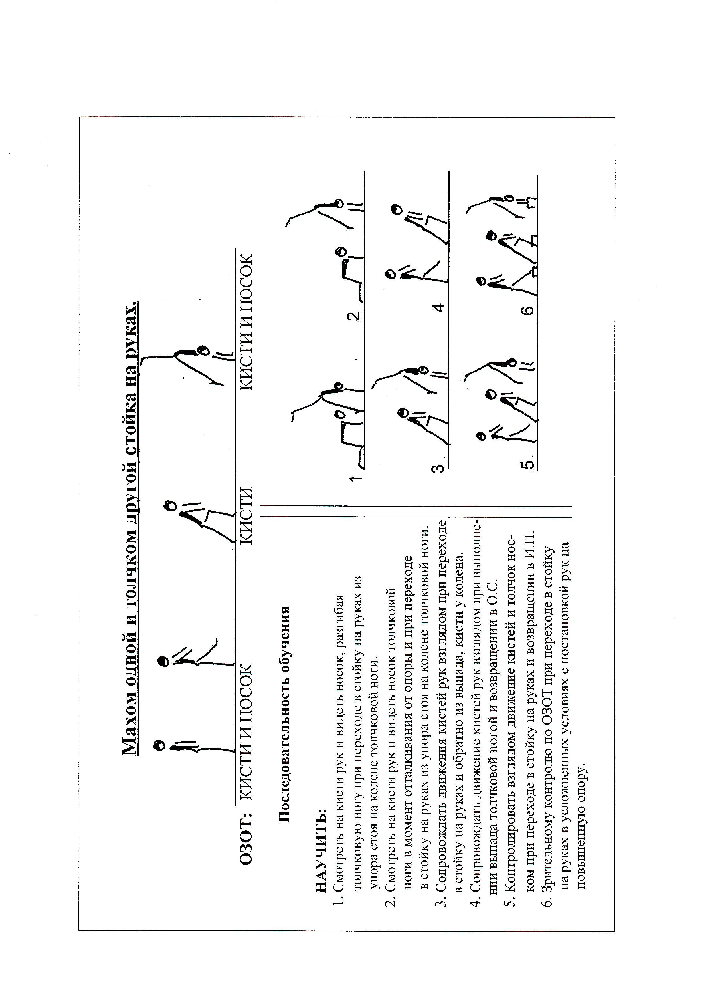 Махом одной и толчком другой стойка на руках.
ОЗОТ: КИСТИ И НОСОК КИСТИ КИСТИ И НОСОК
Последовательность обучения
НАУЧИТЬ:
1. Смотреть на кисти рук и видеть носок, разгибая
толчковую ногу при переходе в стойку на руках из
упора стоя на колене толчковой ноги.
2. Смотреть на кисти рук и видеть носок толчковой
ноги в момент отталкивания от опоры и при переходе
в стойку на руках из упора стоя на колене толчковой ноги.
3. Сопровождать движения кистей рук взглядом при переходе
в стойку на руках и обратно из выпада, кисти у колена.
4. Сопровождать движение кистей рук взглядом при выполне-
нии выпада толчковой ногой и возвращении в О.С.
5. Контролировать взглядом движение кистей и толчок нос-
ком при переходе в стойку на руках и возвращении в И.П.
6. Зрительному контролю по ОЗОТ при переходе в стойку
на руках в усложненных условиях с постановкой рук на
повышенную опору.
1 2
3 4
5 6